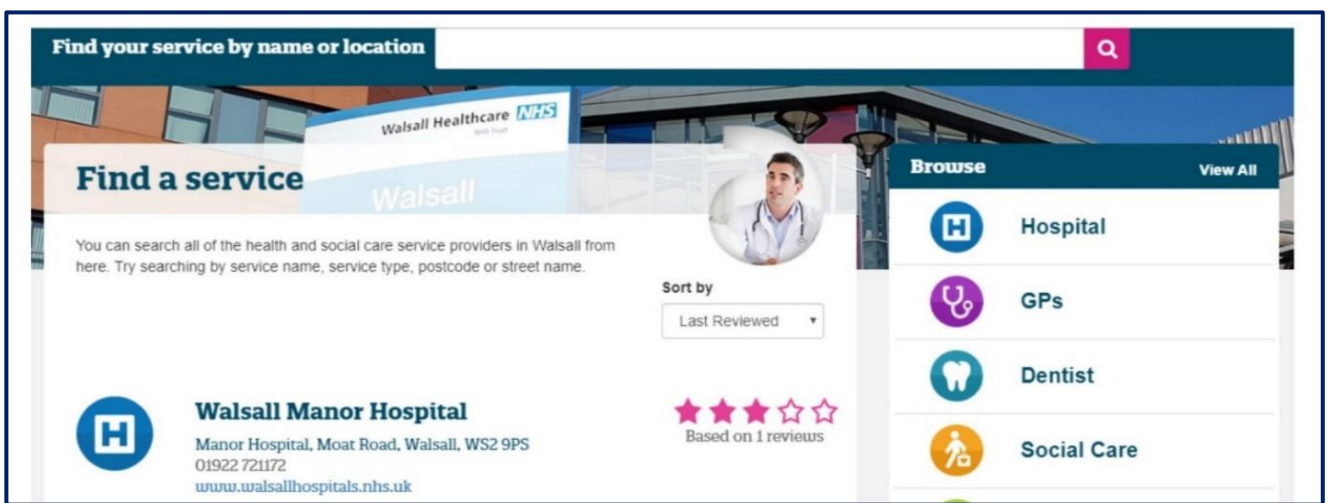 Find your service by name or location
Walsall Healthcare NHS
NHS Trust
Walsall
Find a service
You can search all of the health and social care service providers in Walsall from
here. Try searching by service name, service type, postcode or street name.
Sort by
Last Reviewed
H
Walsall Manor Hospital
Manor Hospital, Moat Road, Walsall, WS2 9PS
01922 721172
www.walsallhospitals.nhs.uk
Based on 1 reviews
Browse
View All
H
Hospital
GPs
Dentist
Social Care